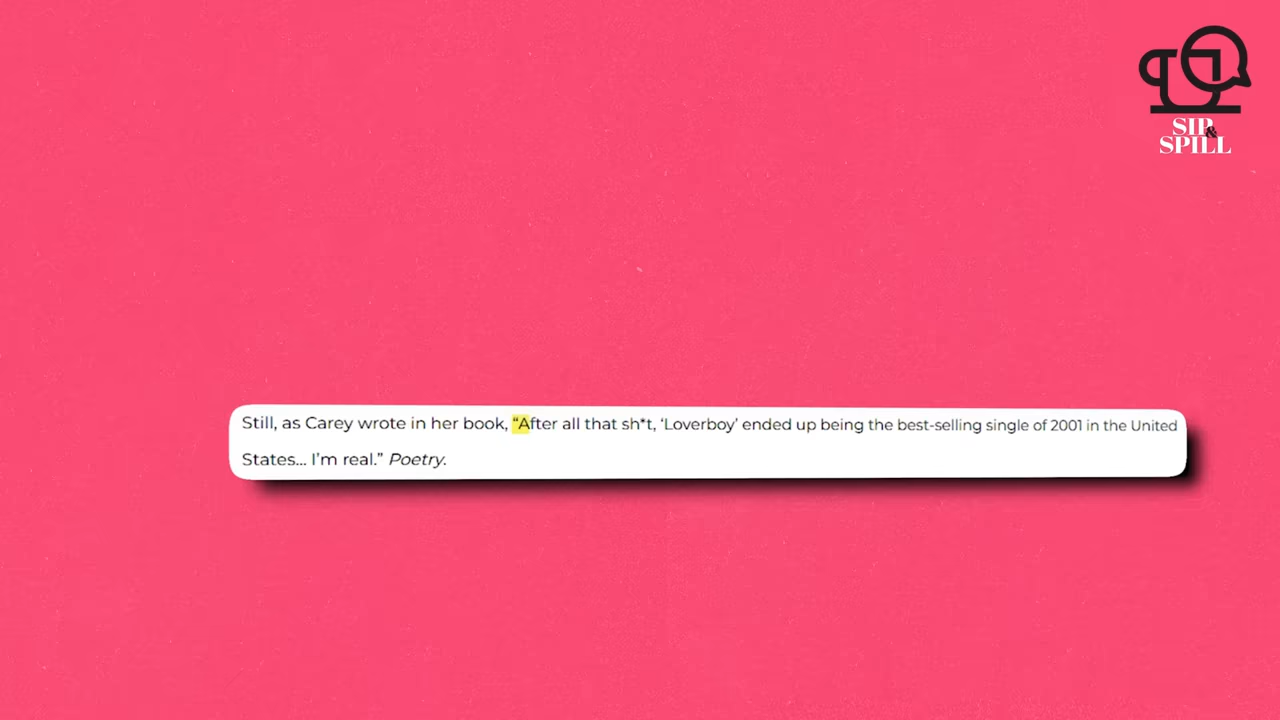 SIP
&
SPILL
Still, as Carey wrote in her book, “After all that sh*t, ‘Loverboy’ ended up being the best-selling single of 2001 in the United
States... I’m real.” Poetry.